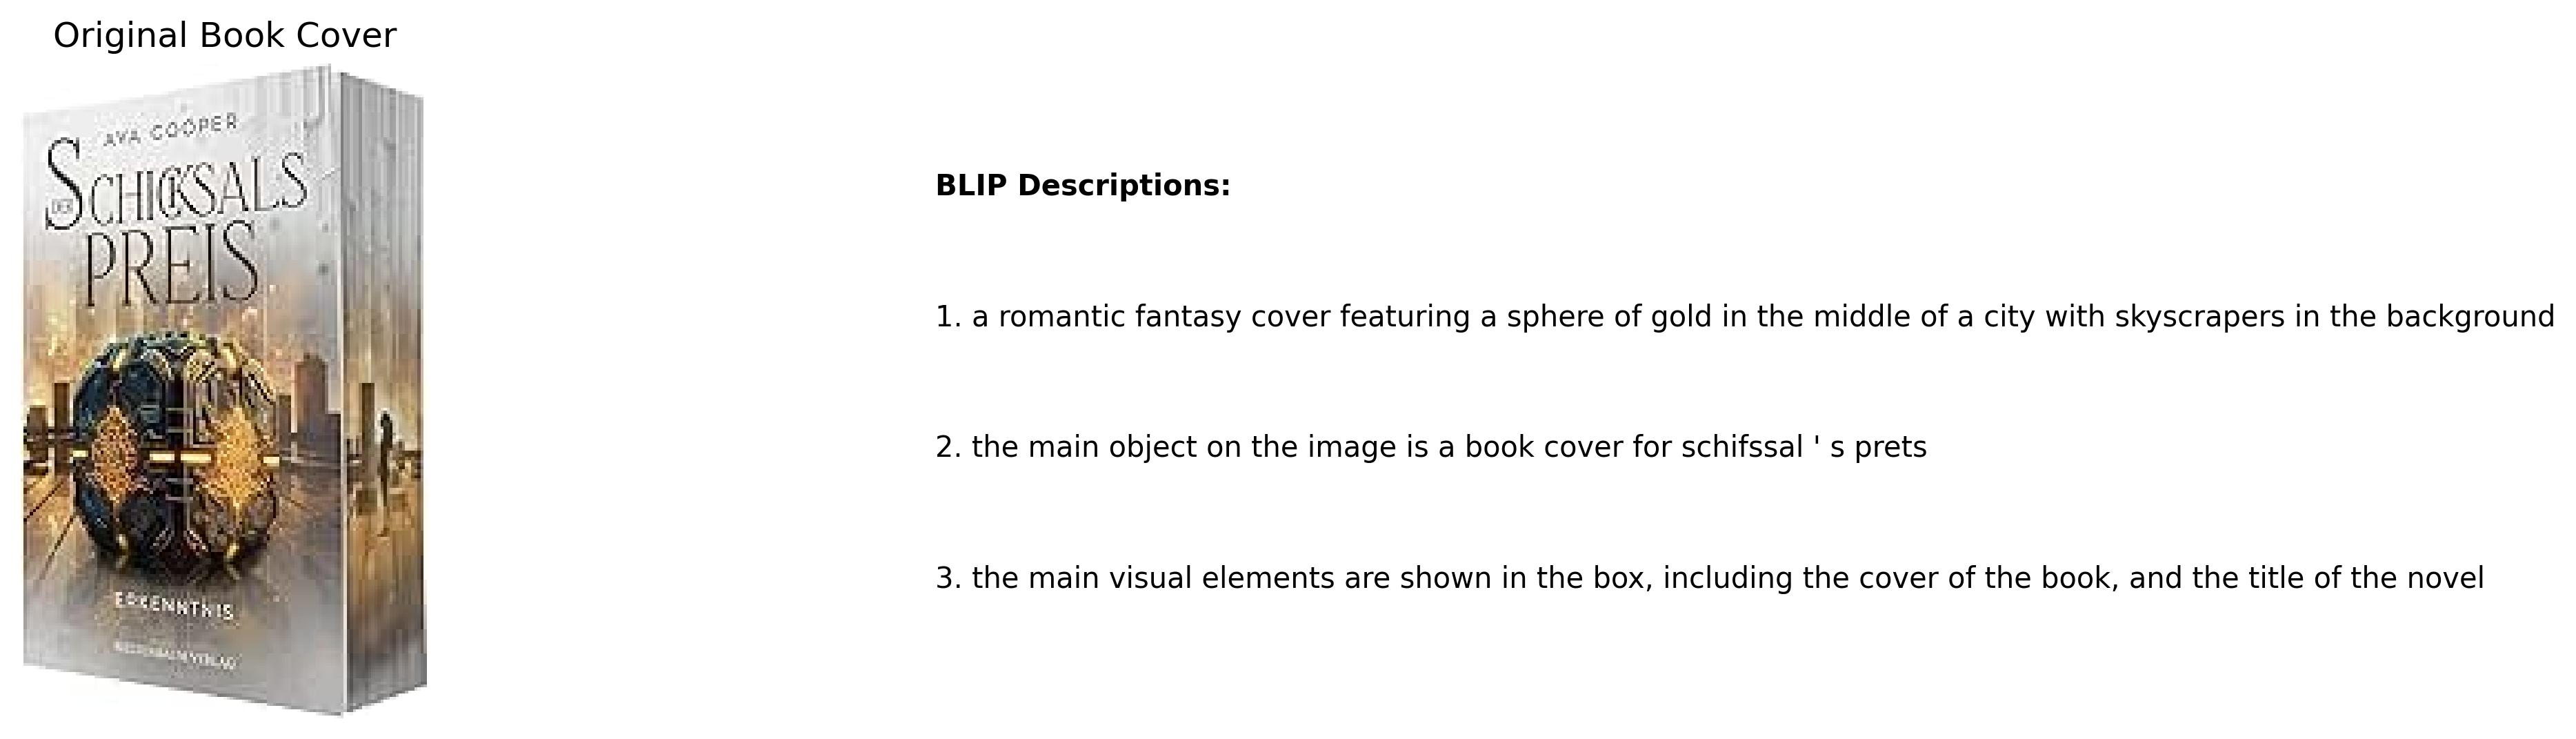 Original Book Cover
AVA COOPER
DER SCHICKSALS
PREIS
ERKENNTNIS
VERLAG
BLIP Descriptions:
1. a romantic fantasy cover featuring a sphere of gold in the middle of a city with skyscrapers in the background
2. the main object on the image is a book cover for schifssal ' s prets
3. the main visual elements are shown in the box, including the cover of the book, and the title of the novel